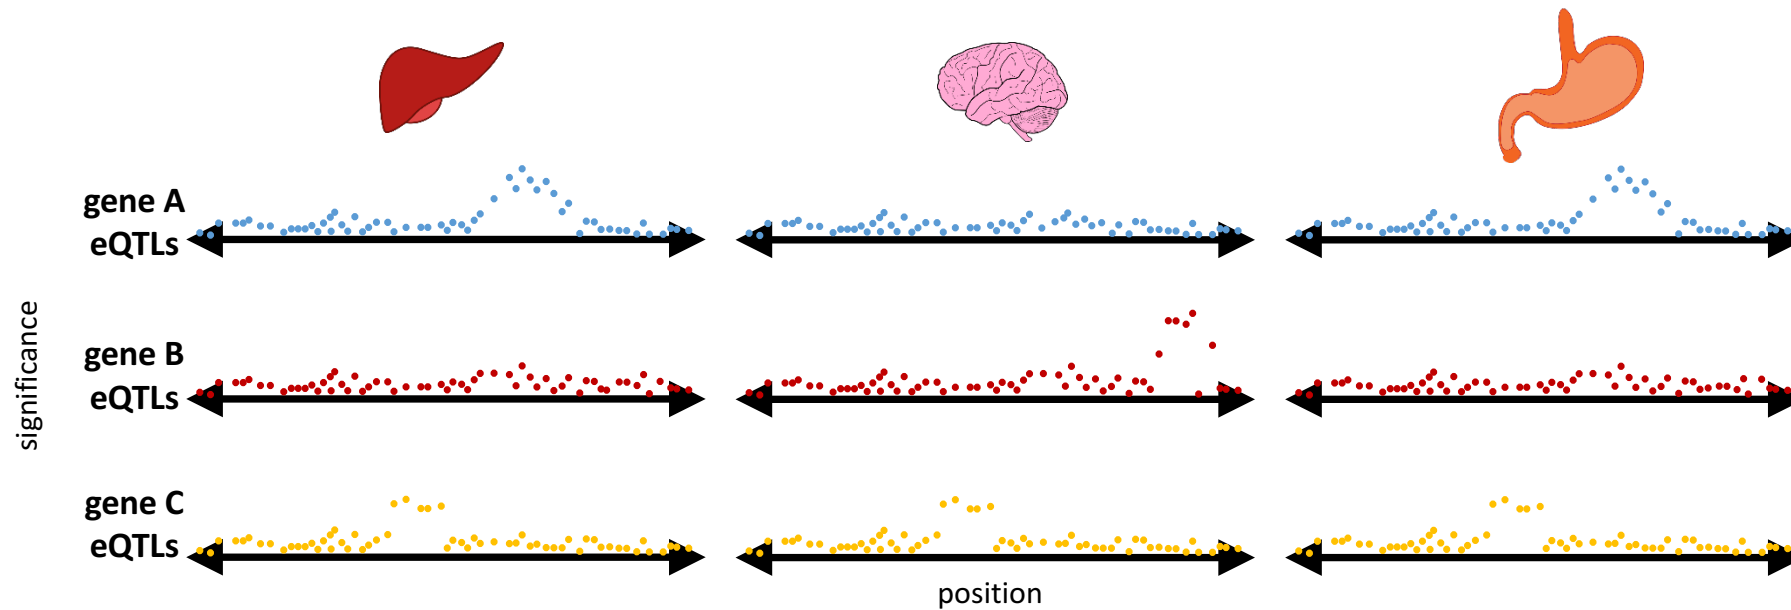 gene A
eQTLs
significance
gene B
eQTLs
gene C
eQTLs
position